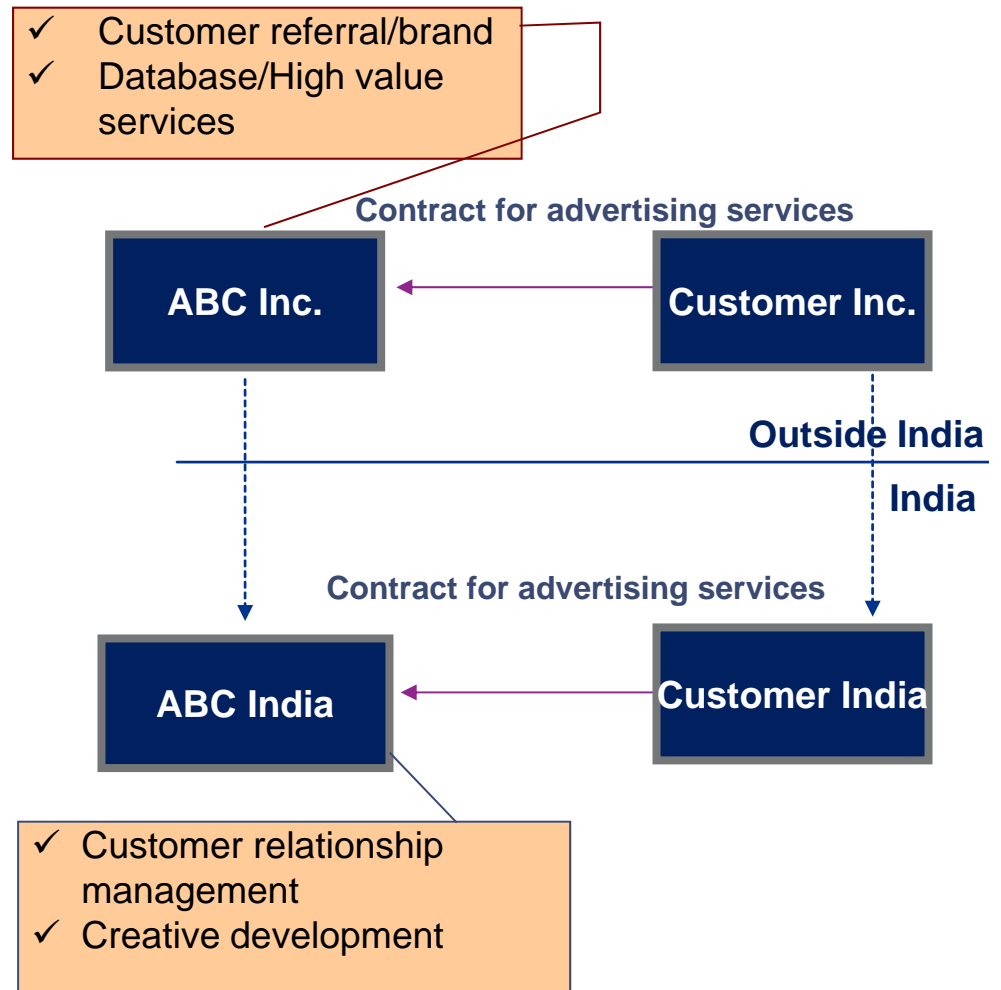 ✓ Customer referral/brand
✓ Database/High value
services
Contract for advertising services
ABC Inc.
Customer Inc.
Outside India
India
Contract for advertising services
ABC India
Customer India
✓ Customer relationship
management
✓ Creative development